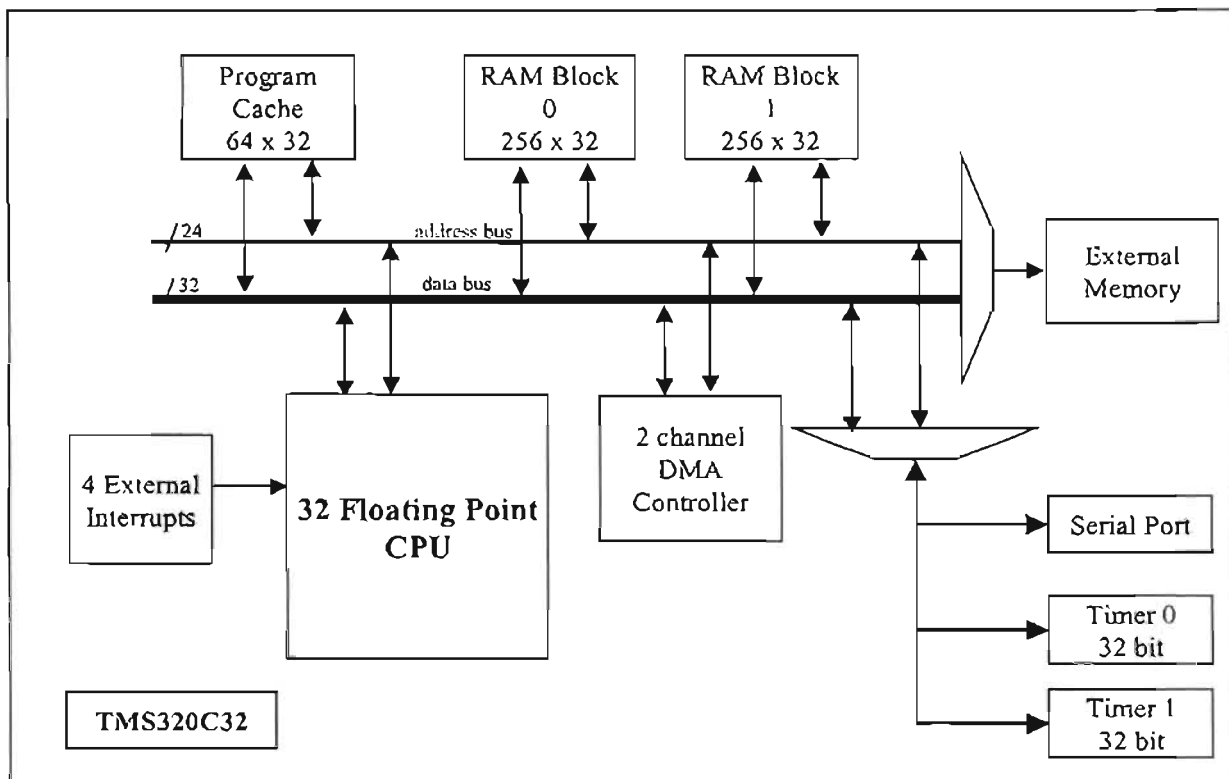 Program
Cache
64 x 32
RAM Block
0
256 x 32
RAM Block
1
256 x 32
/24
address bus
/32
data bus
External
Memory
4 External
Interrupts
32 Floating Point
CPU
2 channel
DMA
Controller
Serial Port
Timer 0
32 bit
Timer 1
32 bit
TMS320C32